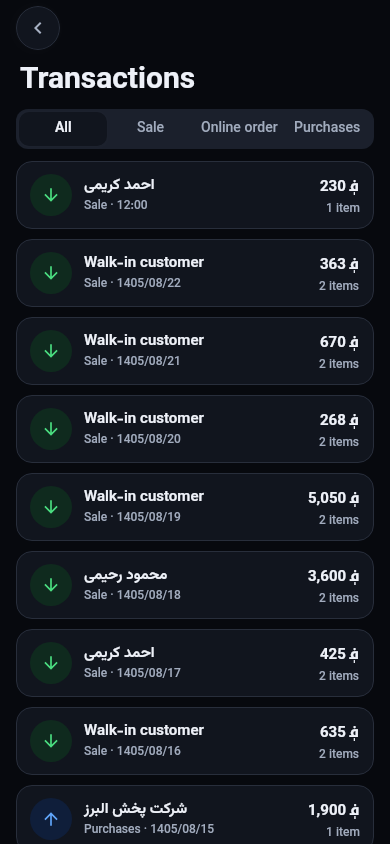 Transactions
All
Sale
Online order
Purchases
احمد کریمی
230 ؋
Sale · 12:00
1 item
Walk-in customer
363 ؋
Sale · 1405/08/22
2 items
Walk-in customer
670 ؋
Sale · 1405/08/21
2 items
Walk-in customer
268 ؋
Sale · 1405/08/20
2 items
Walk-in customer
5,050 ؋
Sale · 1405/08/19
2 items
محمود رحیمی
3,600 ؋
Sale · 1405/08/18
2 items
احمد کریمی
425 ؋
Sale · 1405/08/17
2 items
Walk-in customer
635 ؋
Sale · 1405/08/16
2 items
شرکت پخش البرز
1,900 ؋
Purchases · 1405/08/15
1 item